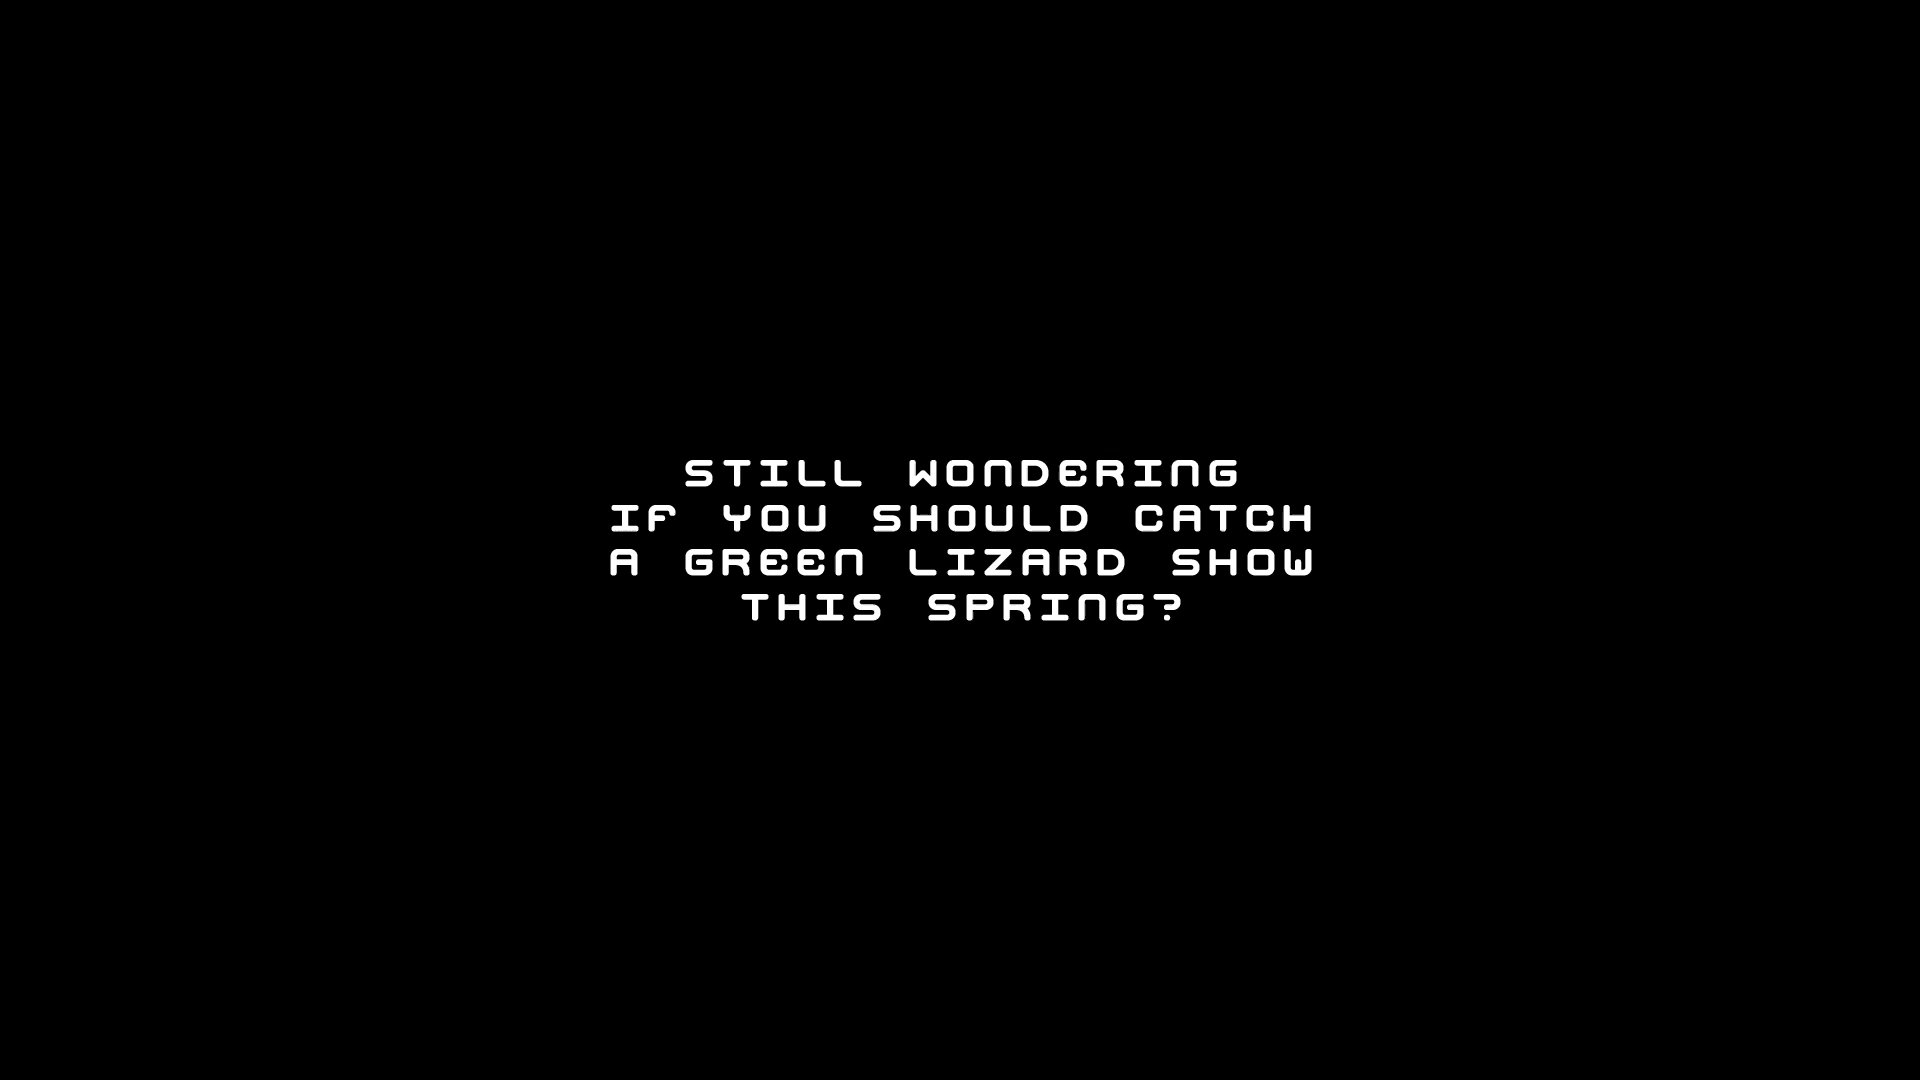 STILL WONDERING
IF YOU SHOULD CATCH
A GREEN LIZARD SHOW
THIS SPRING?